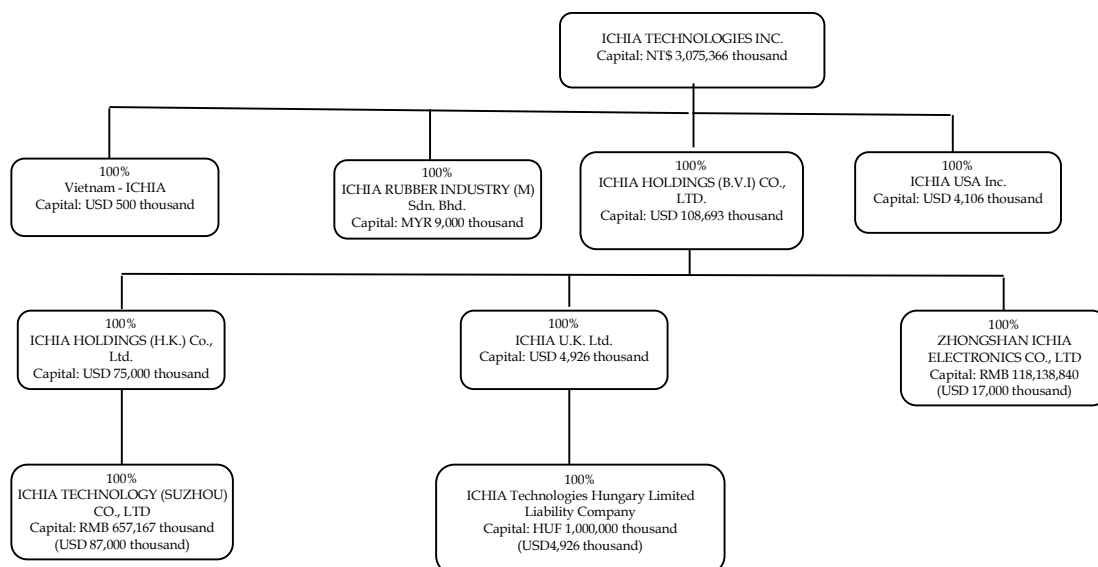 ICHIA TECHNOLOGIES INC.
Capital: NT$ 3,075,366 thousand
100%
Vietnam - ICHIA
Capital: USD 500 thousand
100%
ICHIA RUBBER INDUSTRY (M)
Sdn. Bhd.
Capital: MYR 9,000 thousand
100%
ICHIA HOLDINGS (B.V.I) CO.,
LTD.
Capital: USD 108,693 thousand
100%
ICHIA USA Inc.
Capital: USD 4,106 thousand
100%
ICHIA HOLDINGS (H.K.) Co.,
Ltd.
Capital: USD 75,000 thousand
100%
ICHIA U.K. Ltd.
Capital: USD 4,926 thousand
100%
ZHONGSHAN ICHIA
ELECTRONICS CO., LTD
Capital: RMB 118,138,840
(USD 17,000 thousand)
100%
ICHIA TECHNOLOGY (SUZHOU)
CO., LTD
Capital: RMB 657,167 thousand
(USD 87,000 thousand)
100%
ICHIA Technologies Hungary Limited
Liability Company
Capital: HUF 1,000,000 thousand
(USD4,926 thousand)